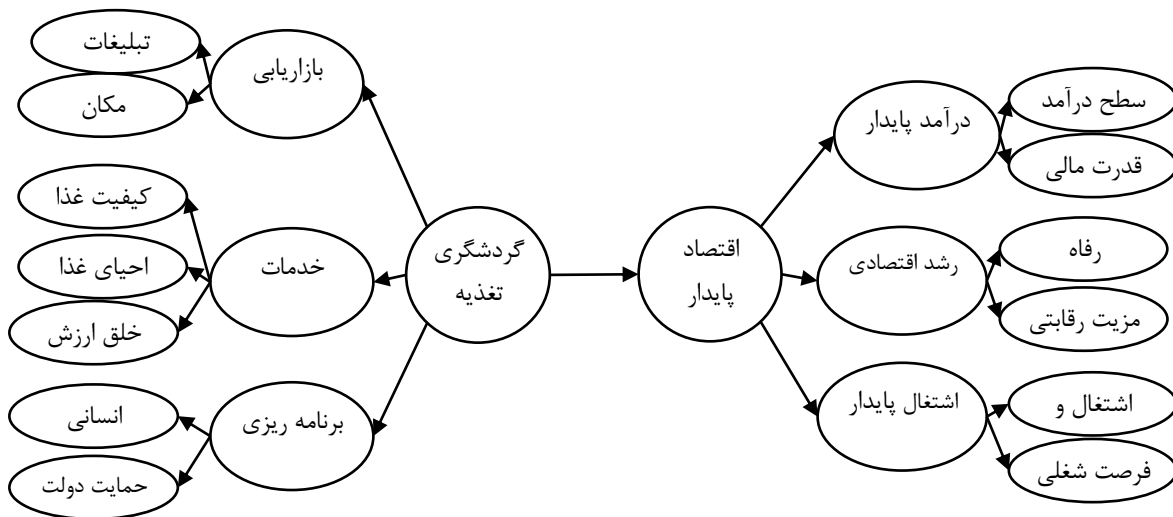 تبلیغات
بازاریابی
مکان
سطح درآمد
درآمد پایدار
قدرت مالی
کیفیت غذا
احیای غذا
خدمات
خلق ارزش
گردشگری
تغذیه
اقتصاد
پایدار
رفاه
رشد اقتصادی
مزیت رقابتی
انسانی
برنامه ریزی
حمایت دولت
اشتغال پایدار
اشتغال و
فرصت شغلی